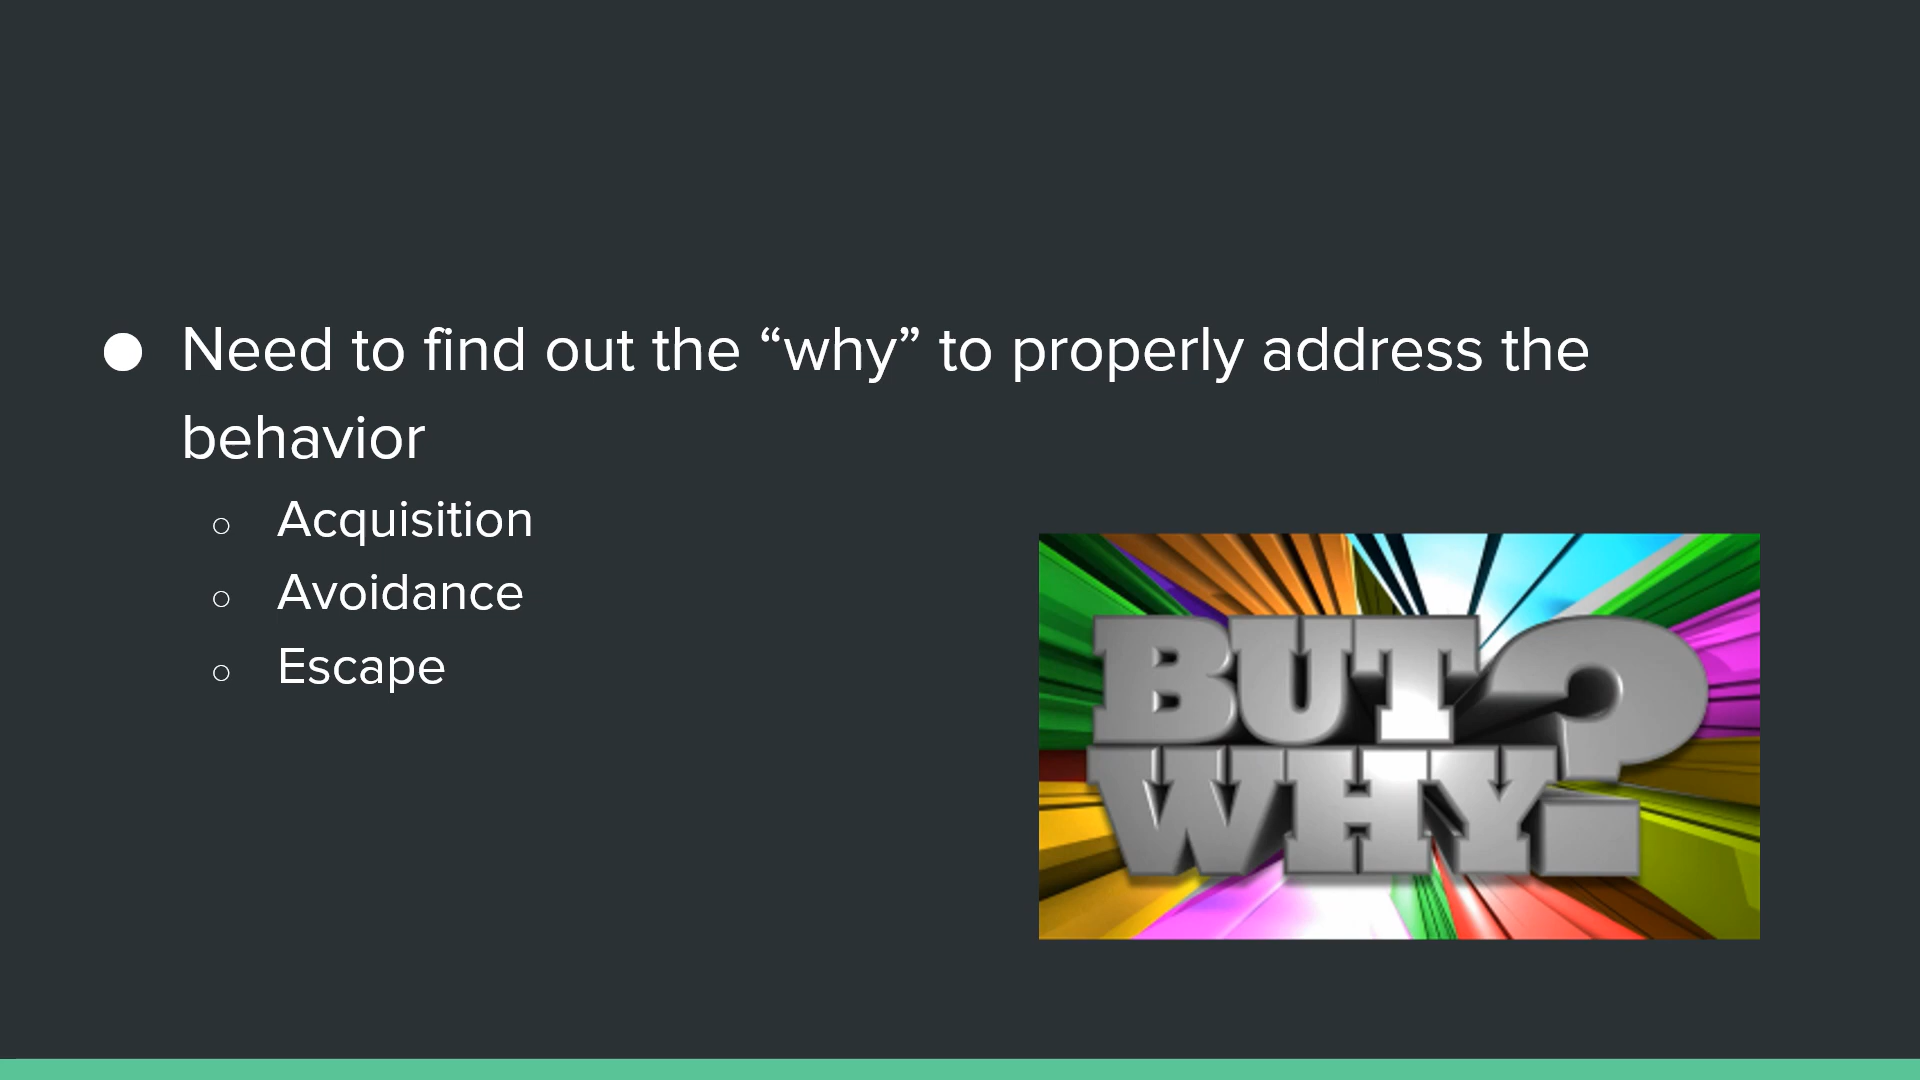 ● Need to find out the “why” to properly address the
behavior
○ Acquisition
○ Avoidance
○ Escape
BUT
WHY?